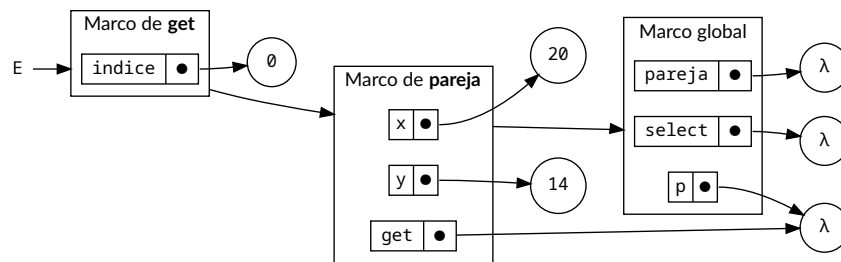 Marco de get
E
indice
0
Marco de pareja
x
20
y
14
get
Marco global
pareja
λ
select
λ
p
λ